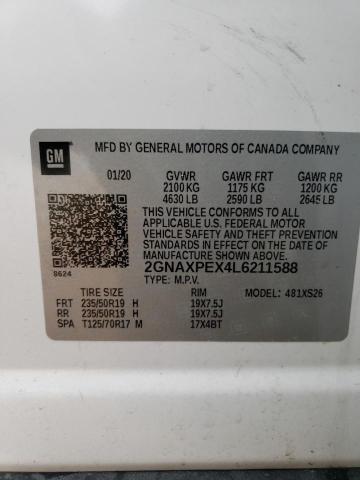 GM
MFD BY GENERAL MOTORS OF CANADA COMPANY
01/20 GVWR GAWR FRT GAWR RR
2100 KG 1175 KG 1200 KG
4630 LB 2590 LB 2645 LB
THIS VEHICLE CONFORMS TO ALL APPLICABLE
U.S. FEDERAL MOTOR
VEHICLE SAFETY AND THEFT PREVENTION
STANDARDS IN EFFECT ON THE DATE
OF MANUFACTURE SHOWN ABOVE.
8624 2GNAXPEX4L6211588
TYPE: M.P.V. MODEL: 481XS26
TIRE SIZE RIM
FRT 235/50R19 H 19X7.5J
RR 235/50R19 H 19X7.5J
SPA T125/70R17 M 17X4BT